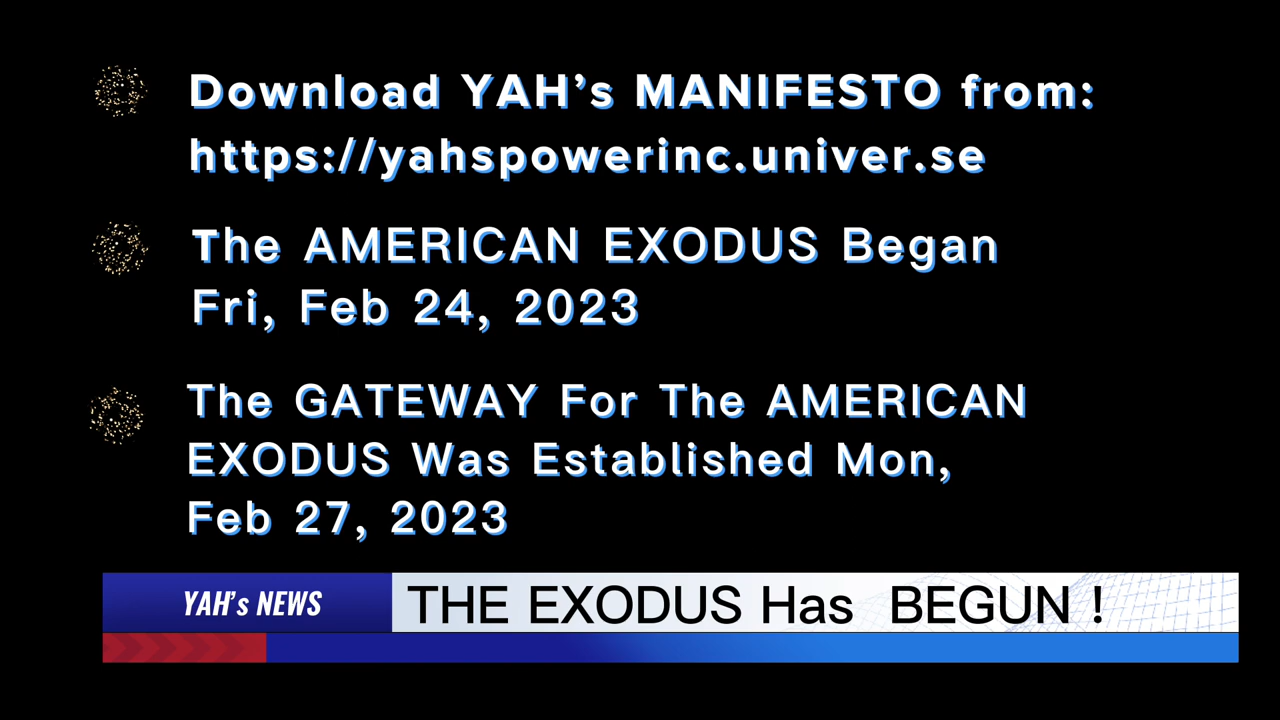 Download YAH’s MANIFESTO from:
https://yahspowerinc.univer.se
The AMERICAN EXODUS Began
Fri, Feb 24, 2023
The GATEWAY For The AMERICAN
EXODUS Was Established Mon,
Feb 27, 2023
YAH’s NEWS
THE EXODUS Has BEGUN !